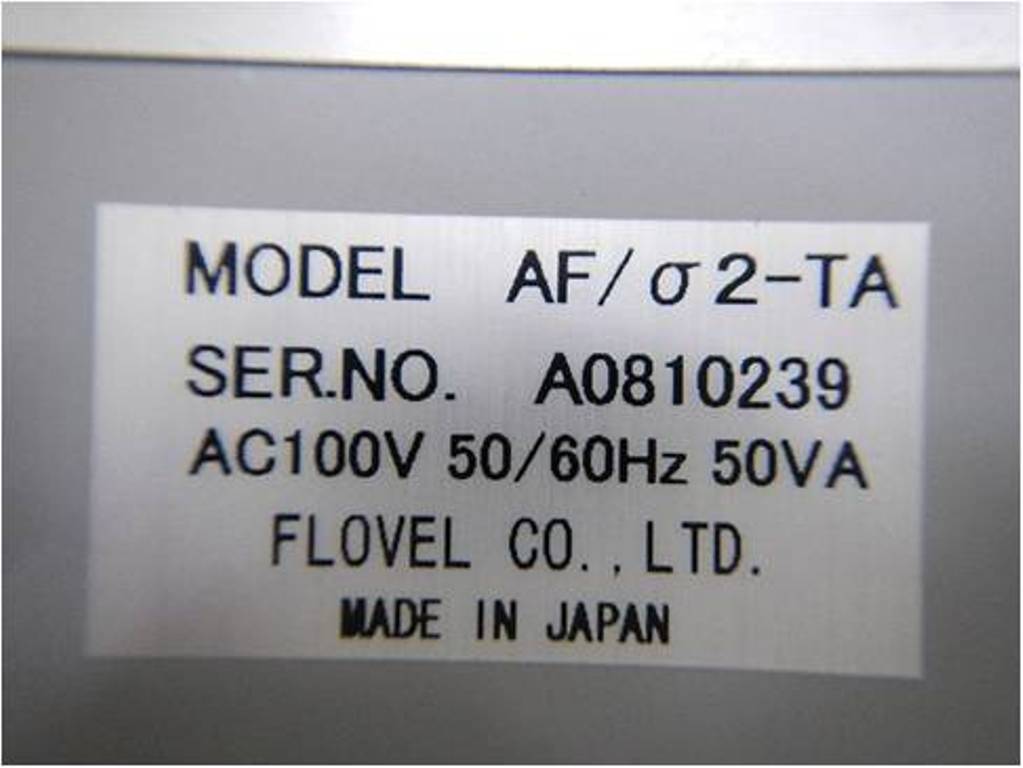 MODEL AF/σ2-TA
SER.NO. A0810239
AC100V 50/60Hz 50VA
FLOVEL CO.,LTD.
MADE IN JAPAN